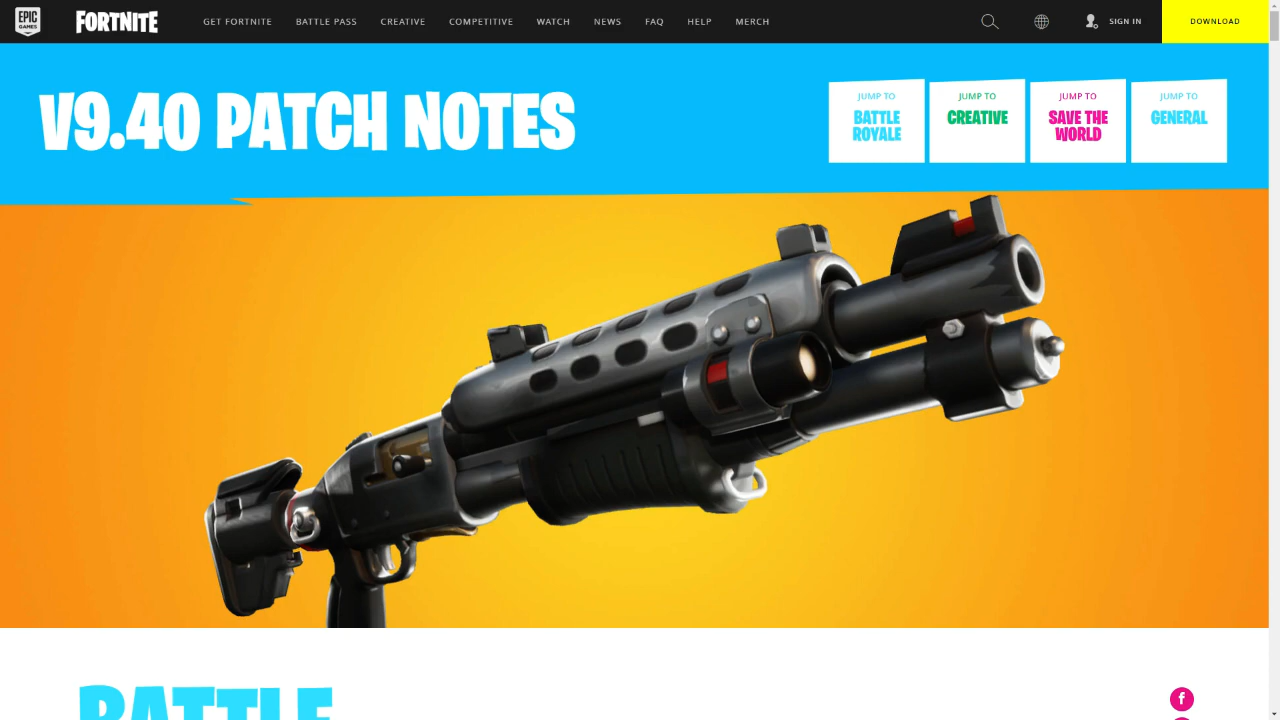 EPIC
GAMES
FORTNITE
GET FORTNITE
BATTLE PASS
CREATIVE
COMPETITIVE
WATCH
NEWS
FAQ
HELP
MERCH
SIGN IN
DOWNLOAD
V9.40 PATCH NOTES
JUMP TO
BATTLE
ROYALE
JUMP TO
CREATIVE
JUMP TO
SAVE THE
WORLD
JUMP TO
GENERAL
BATTLE
f